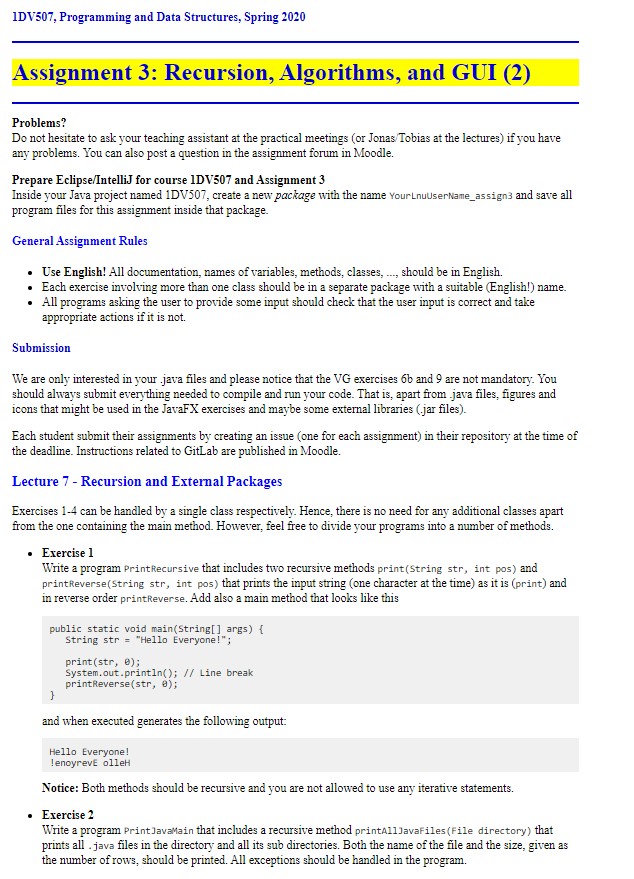 1DV507, Programming and Data Structures, Spring 2020
Assignment 3: Recursion, Algorithms, and GUI (2)
Problems?
Do not hesitate to ask your teaching assistant at the practical meetings (or Jonas/Tobias at the lectures) if you have
any problems. You can also post a question in the assignment forum in Moodle.
Prepare Eclipse/IntelliJ for course 1DV507 and Assignment 3
Inside your Java project named 1DV507, create a new package with the name YourLnuUserName_assign3 and save all
program files for this assignment inside that package.
General Assignment Rules
• Use English! All documentation, names of variables, methods, classes, ..., should be in English.
• Each exercise involving more than one class should be in a separate package with a suitable (English!) name.
• All programs asking the user to provide some input should check that the user input is correct and take
appropriate actions if it is not.
Submission
We are only interested in your .java files and please notice that the VG exercises 6b and 9 are not mandatory. You
should always submit everything needed to compile and run your code. That is, apart from .java files, figures and
icons that might be used in the JavaFX exercises and maybe some external libraries (.jar files).
Each student submit their assignments by creating an issue (one for each assignment) in their repository at the time of
the deadline. Instructions related to GitLab are published in Moodle.
Lecture 7 - Recursion and External Packages
Exercises 1-4 can be handled by a single class respectively. Hence, there is no need for any additional classes apart
from the one containing the main method. However, feel free to divide your programs into a number of methods.
• Exercise 1
Write a program PrintRecursive that includes two recursive methods print(String str, int pos) and
printReverse(String str, int pos) that prints the input string (one character at the time) as it is (print) and
in reverse order printReverse. Add also a main method that looks like this
public static void main(String[] args) {
String str = "Hello Everyone!";
print(str, 0);
System.out.println(); // Line break
printReverse(str, 0);
}
and when executed generates the following output:
Hello Everyone!
!enoyrevE olleH
Notice: Both methods should be recursive and you are not allowed to use any iterative statements.
• Exercise 2
Write a program PrintJavaMain that includes a recursive method printAllJavaFiles(File directory) that
prints all .java files in the directory and all its sub directories. Both the name of the file and the size, given as
the number of rows, should be printed. All exceptions should be handled in the program.